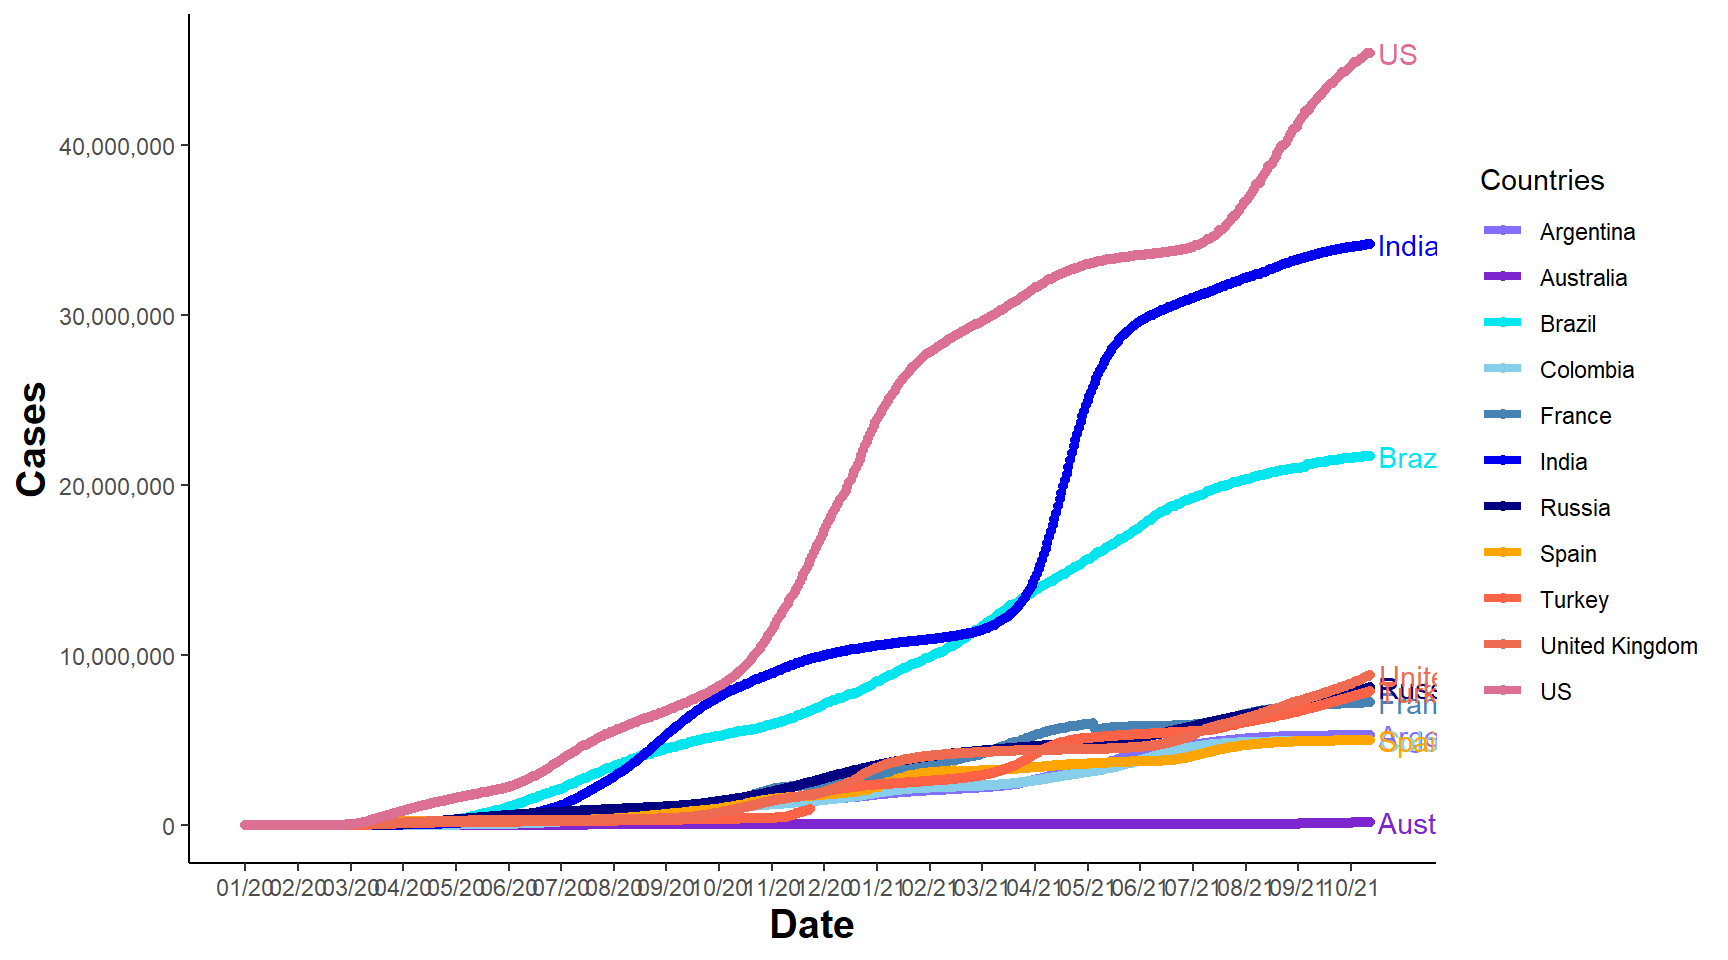 US
40,000,000
Countries
Argentina
India
Australia
30,000,000
Brazil
Colombia
France
Cases
Braz
India
20,000,000
Russia
Spain
Turkey
10,000,000
United Kingdom
Unite
Russ
Turk
Fran
US
Arge
Spai
0
Aust
01/20 02/20 03/20 04/20 05/20 06/20 07/20 08/20 09/20 10/20 11/20 12/20 01/21 02/21 03/21 04/21 05/21 06/21 07/21 08/21 09/21 10/21
Date